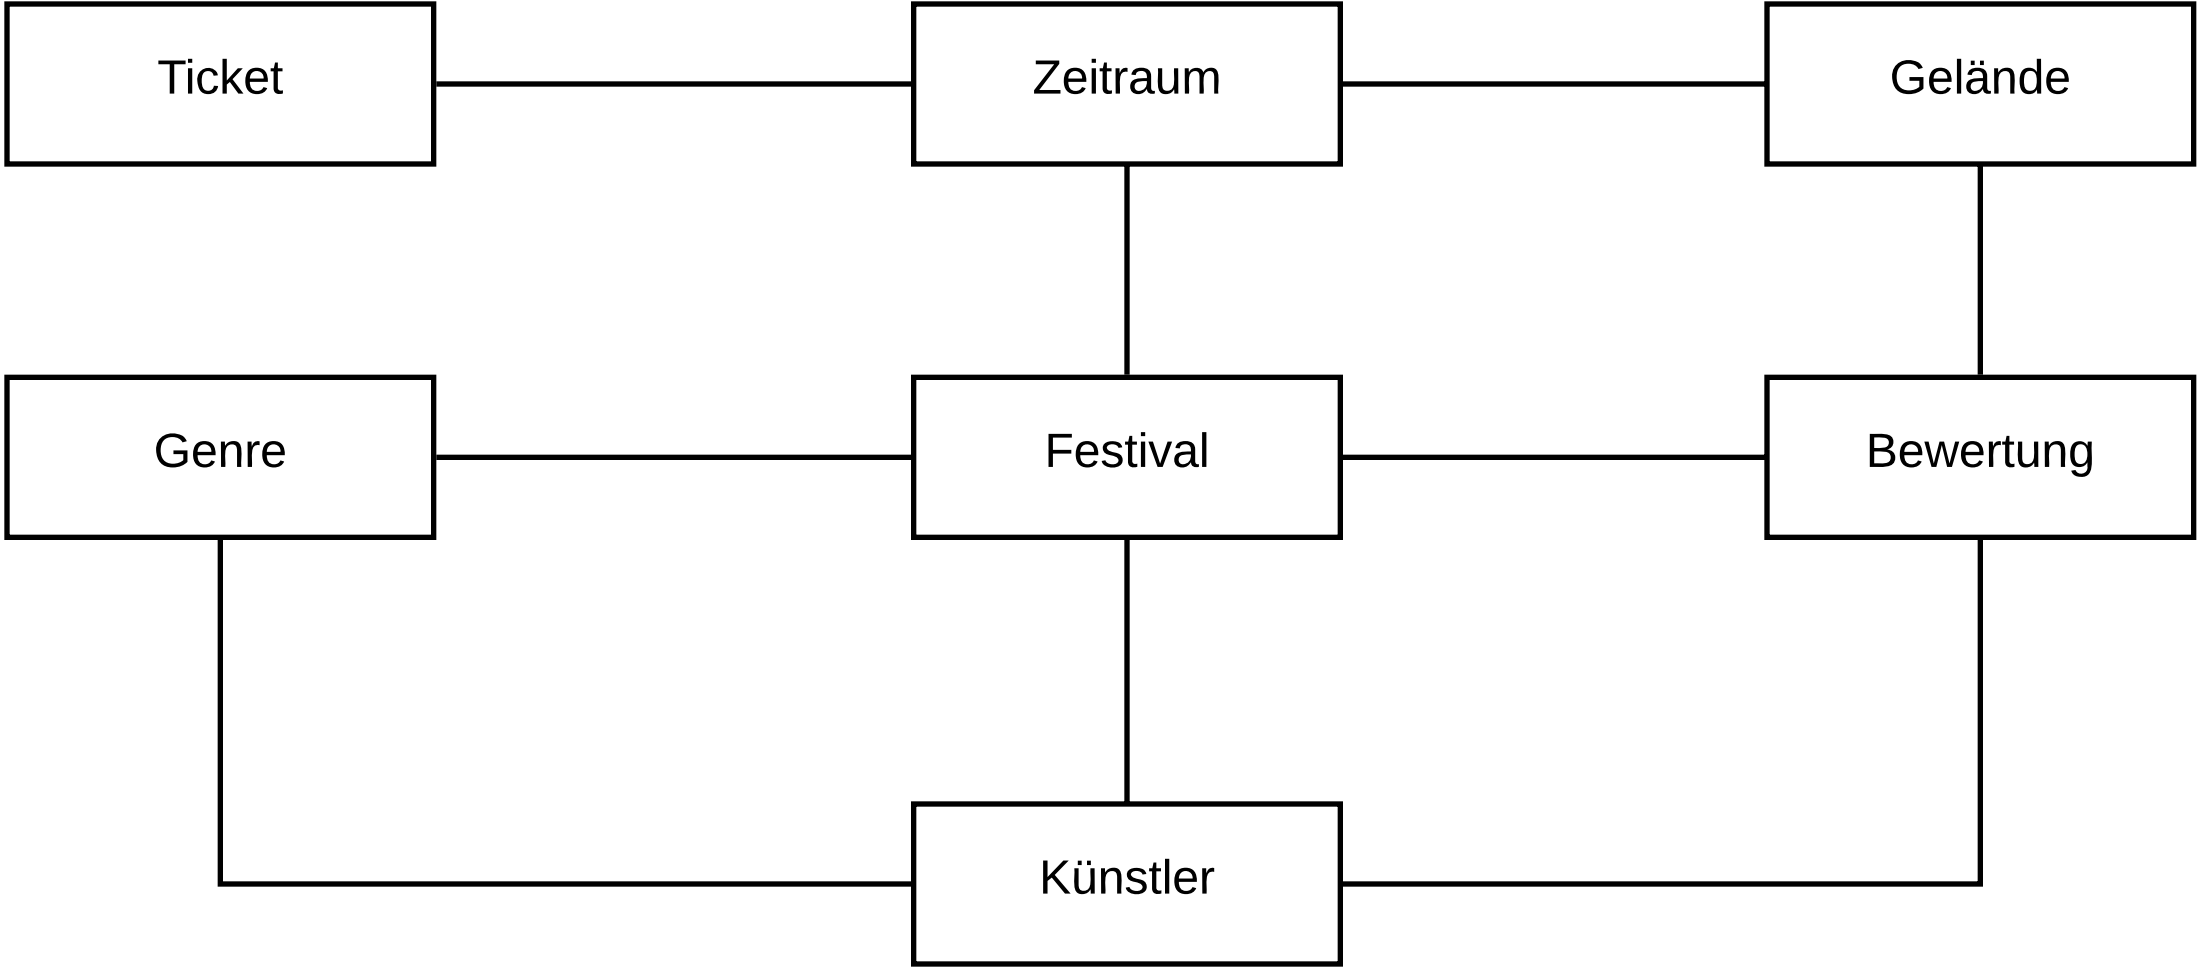 Ticket
Zeitraum
Gelände
Genre
Festival
Bewertung
Künstler